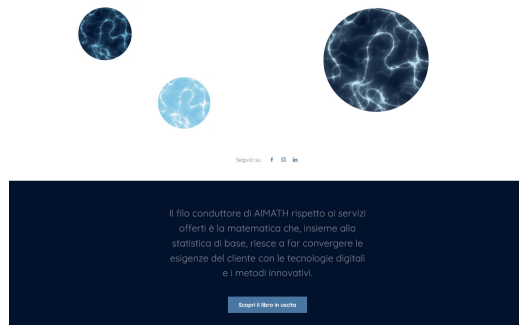 Seguici su
Il filo conduttore di AIMATH rispetto ai servizi
offerti è la matematica che, insieme alla
statistica di base, riesce a far convergere le
esigenze del cliente con le tecnologie digitali
e i metodi innovativi.
Scopri il libro in uscita